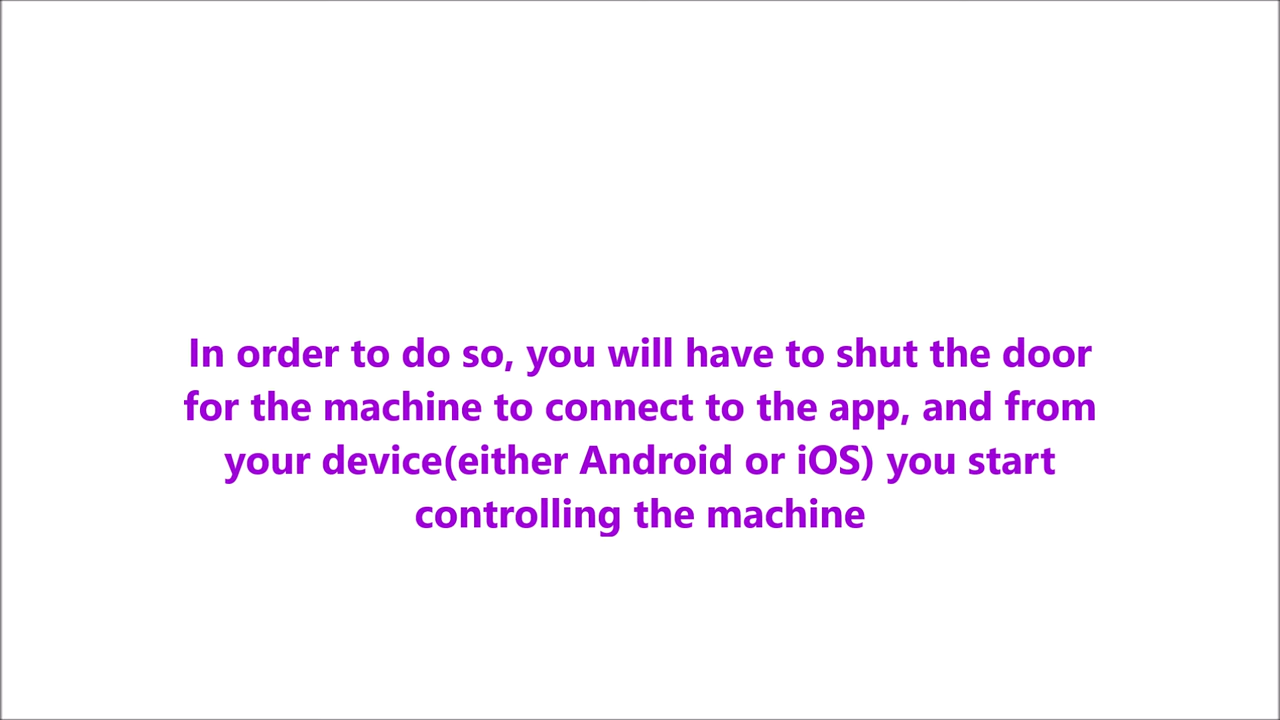 In order to do so, you will have to shut the door
for the machine to connect to the app, and from
your device(either Android or iOS) you start
controlling the machine